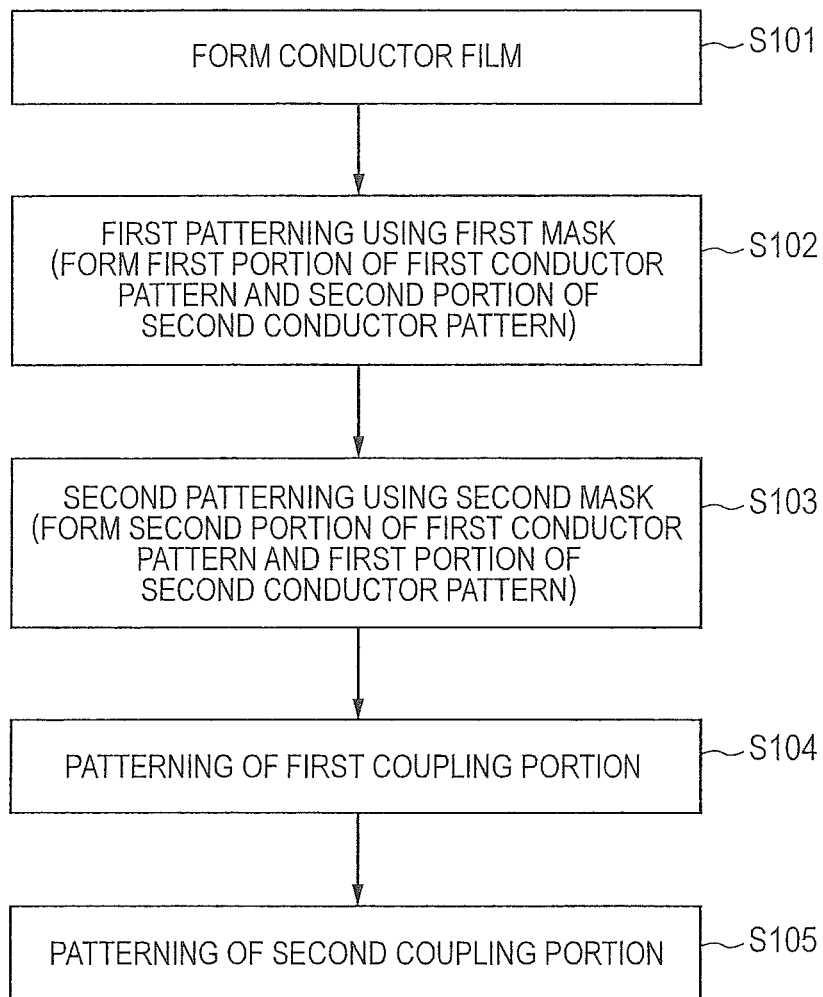 FORM CONDUCTOR FILM
S101
FIRST PATTERNING USING FIRST MASK
(FORM FIRST PORTION OF FIRST CONDUCTOR
PATTERN AND SECOND PORTION OF
SECOND CONDUCTOR PATTERN)
S102
SECOND PATTERNING USING SECOND MASK
(FORM SECOND PORTION OF FIRST CONDUCTOR
PATTERN AND FIRST PORTION OF
SECOND CONDUCTOR PATTERN)
S103
PATTERNING OF FIRST COUPLING PORTION
S104
PATTERNING OF SECOND COUPLING PORTION
S105